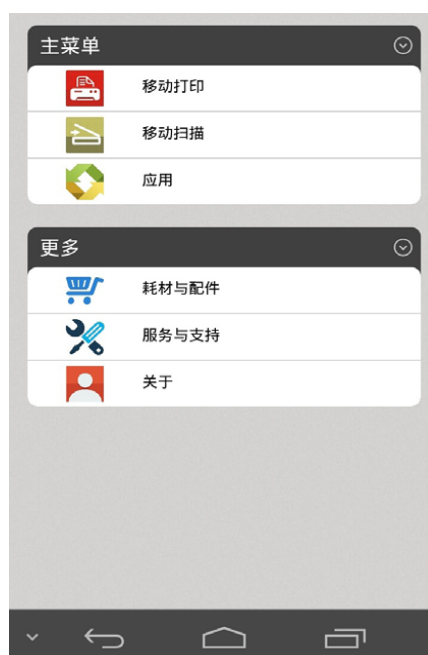 主菜单
移动打印
移动扫描
应用
更多
耗材与配件
服务与支持
关于